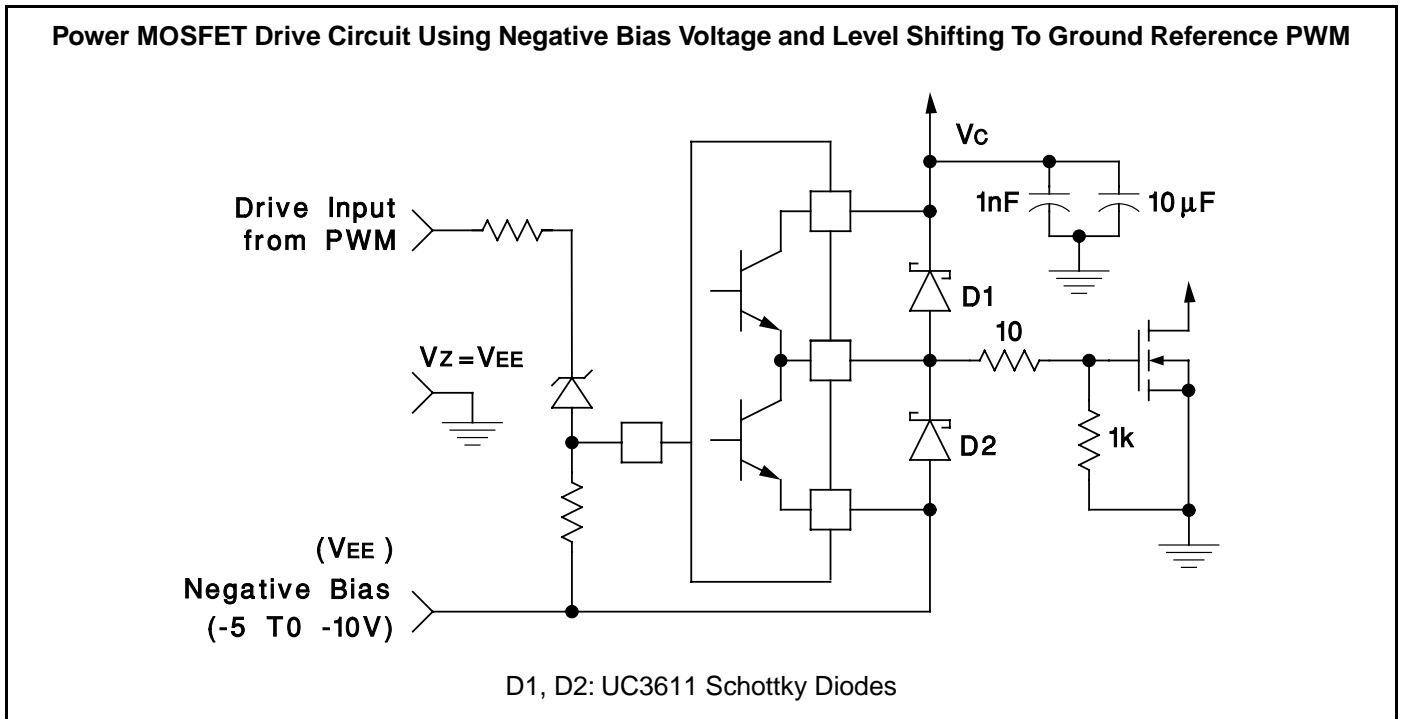 Power MOSFET Drive Circuit Using Negative Bias Voltage and Level Shifting To Ground Reference PWM
VC
Drive Input
from PWM
1nF
10 μF
D1
10
VZ=VEE
D2
1k
(VEE)
Negative Bias
(-5 T0 -10V)
D1, D2: UC3611 Schottky Diodes